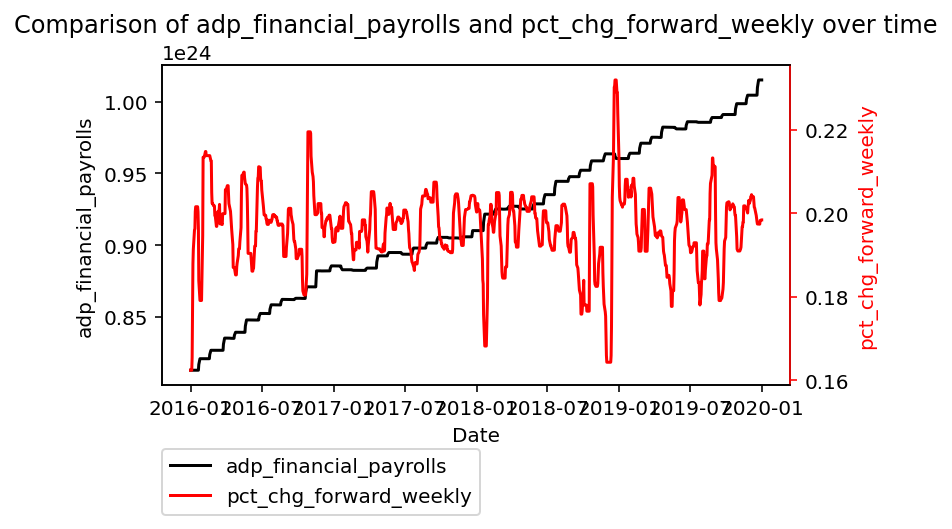 Comparison of adp_financial_payrolls and pct_chg_forward_weekly over time
1e24
1.00
0.95
0.90
0.85
adp_financial_payrolls
0.22
0.20
0.18
0.16
pct_chg_forward_weekly
2016-01 2016-07 2017-01 2017-07 2018-01 2018-07 2019-01 2019-07 2020-01
Date
adp_financial_payrolls
pct_chg_forward_weekly